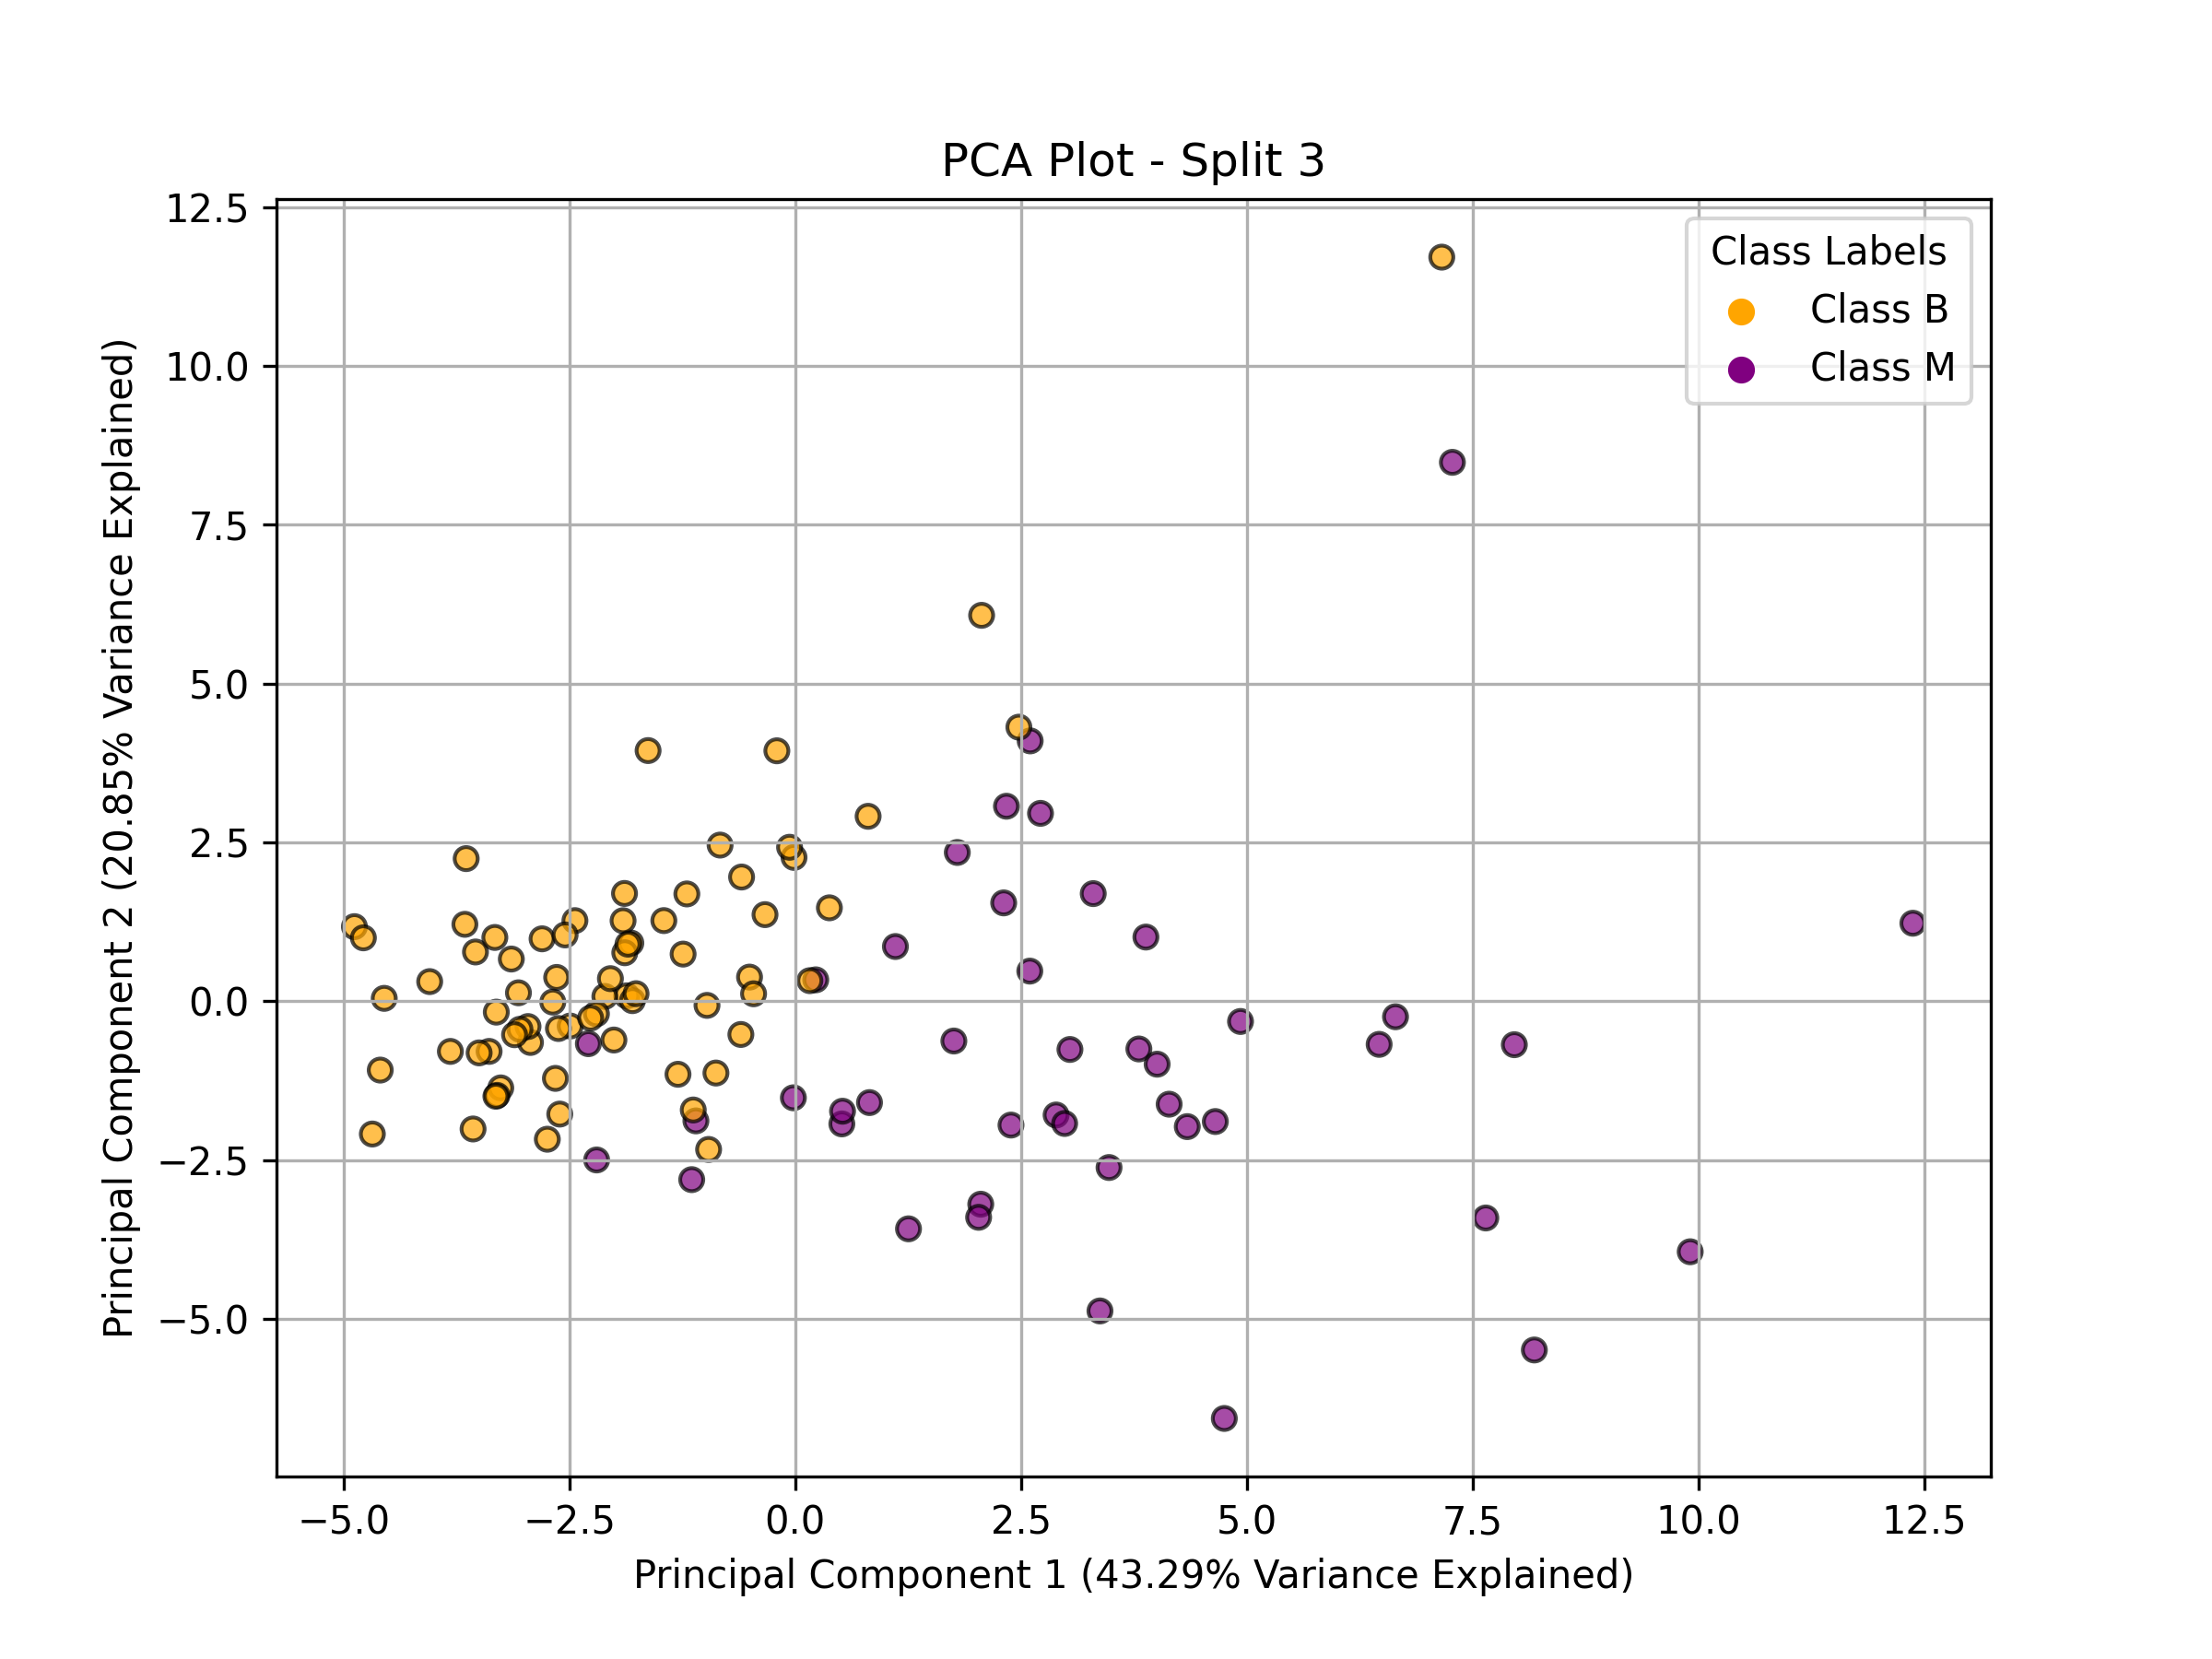 PCA Plot - Split 3
12.5
10.0
7.5
5.0
2.5
0.0
−2.5
−5.0
Principal Component 2 (20.85% Variance Explained)
Class Labels
Class B
Class M
−5.0 −2.5 0.0 2.5 5.0 7.5 10.0 12.5
Principal Component 1 (43.29% Variance Explained)